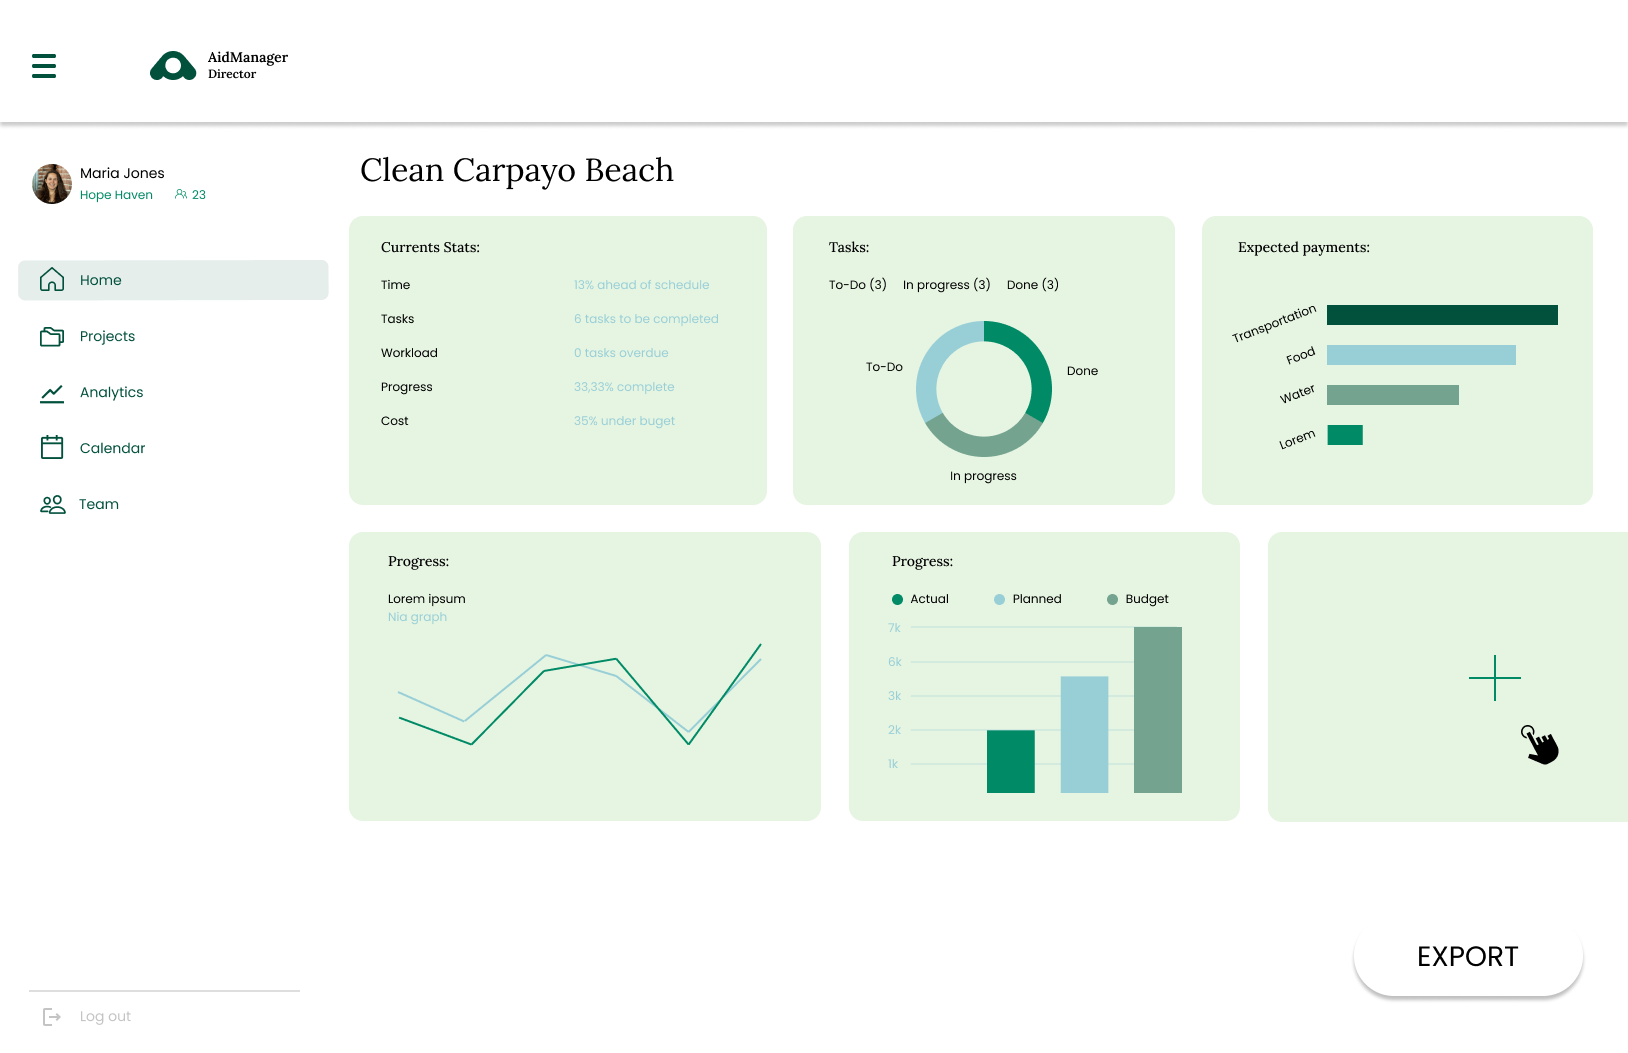 AidManager
Director
Maria Jones
Hope Haven 23
Home
Projects
Analytics
Calendar
Team
Log out
Clean Carpayo Beach
Currents Stats:
Time 13% ahead of schedule
Tasks 6 tasks to be completed
Workload 0 tasks overdue
Progress 33,33% complete
Cost 35% under buget
Tasks:
To-Do (3) In progress (3) Done (3)
To-Do
Done
In progress
Expected payments:
Transportation
Food
Water
Lorem
Progress:
Lorem ipsum
Nia graph
Progress:
Actual Planned Budget
7k
6k
3k
2k
1k
EXPORT